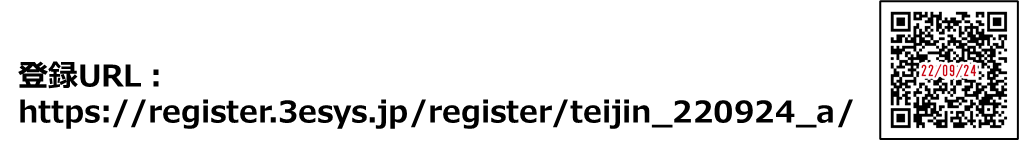 登録URL：
https://register.3esys.jp/register/teijin_220924_a/
22/09/24